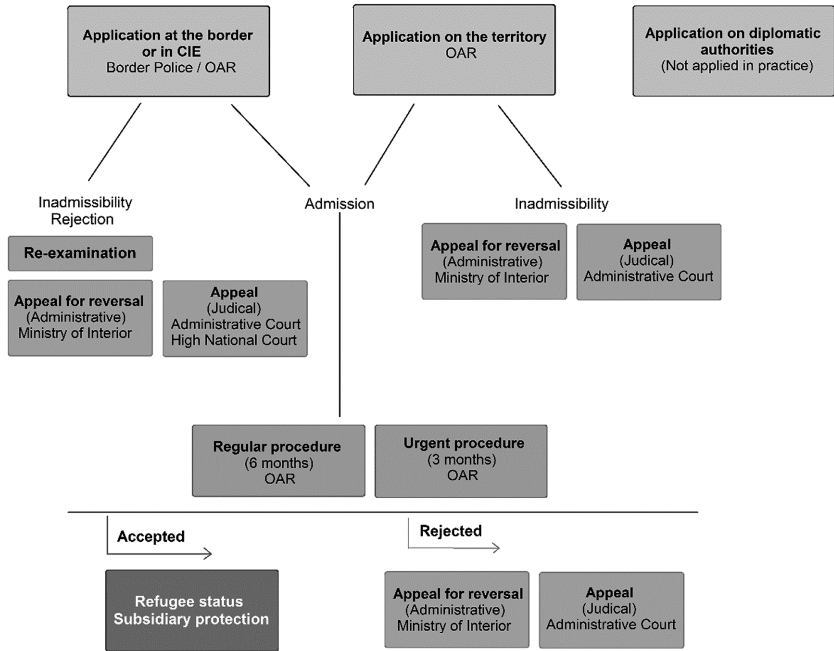 Application at the border
or in CIE
Border Police / OAR
Application on the territory
OAR
Application on diplomatic
authorities
(Not applied in practice)
Inadmissibility
Rejection
Admission
Inadmissibility
Re-examination
Appeal for reversal
(Administrative)
Ministry of Interior
Appeal
(Judical)
Administrative Court
High National Court
Appeal for reversal
(Administrative)
Ministry of Interior
Appeal
(Judical)
Administrative Court
Regular procedure
(6 months)
OAR
Urgent procedure
(3 months)
OAR
Accepted
Rejected
Refugee status
Subsidiary protection
Appeal for reversal
(Administrative)
Ministry of Interior
Appeal
(Judical)
Administrative Court